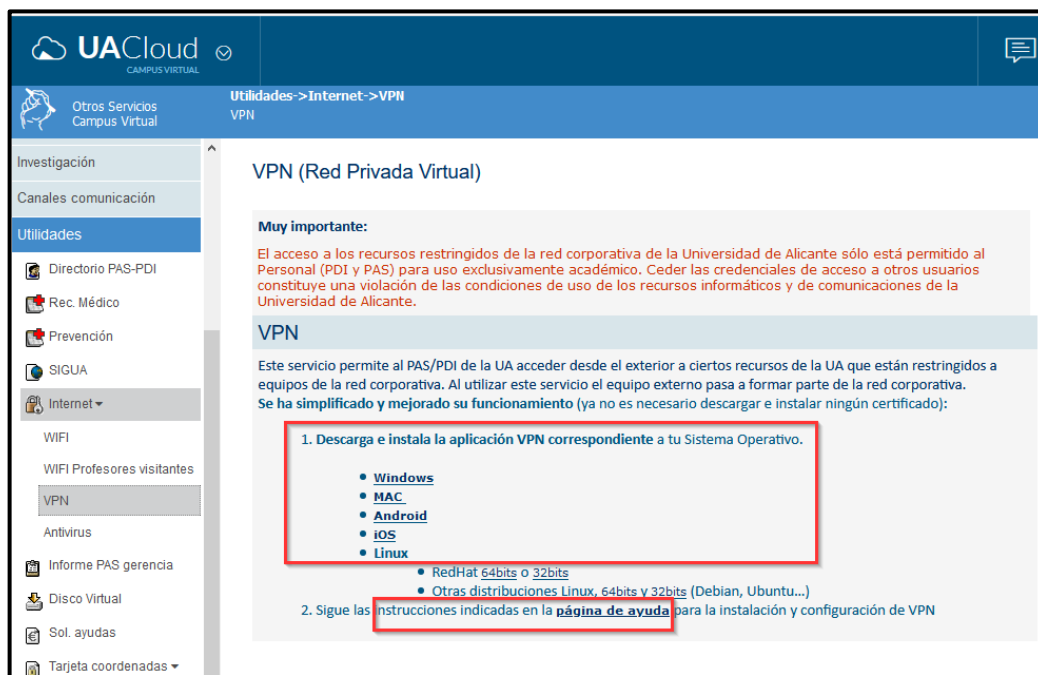 UACloud
CAMPUS VIRTUAL
Otros Servicios
Campus Virtual
Utilidades->Internet->VPN
VPN
Investigación
Canales comunicación
Utilidades
Directorio PAS-PDI
Rec. Médico
Prevención
SIGUA
Internet
WIFI
WIFI Profesores visitantes
VPN
Antivirus
Informe PAS gerencia
Disco Virtual
Sol. ayudas
Tarjeta coordenadas
VPN (Red Privada Virtual)
Muy importante:
El acceso a los recursos restringidos de la red corporativa de la Universidad de Alicante sólo está permitido al
Personal (PDI y PAS) para uso exclusivamente académico. Ceder las credenciales de acceso a otros usuarios
constituye una violación de las condiciones de uso de los recursos informáticos y de comunicaciones de la
Universidad de Alicante.
VPN
Este servicio permite al PAS/PDI de la UA acceder desde el exterior a ciertos recursos de la UA que están restringidos a
equipos de la red corporativa. Al utilizar este servicio el equipo externo pasa a formar parte de la red corporativa.
Se ha simplificado y mejorado su funcionamiento (ya no es necesario descargar e instalar ningún certificado):
1. Descarga e instala la aplicación VPN correspondiente a tu Sistema Operativo.
• Windows
• MAC
• Android
• iOS
• Linux
• RedHat 64bits o 32bits
• Otras distribuciones Linux, 64bits y 32bits (Debian, Ubuntu...)
2. Sigue las instrucciones indicadas en la página de ayuda para la instalación y configuración de VPN